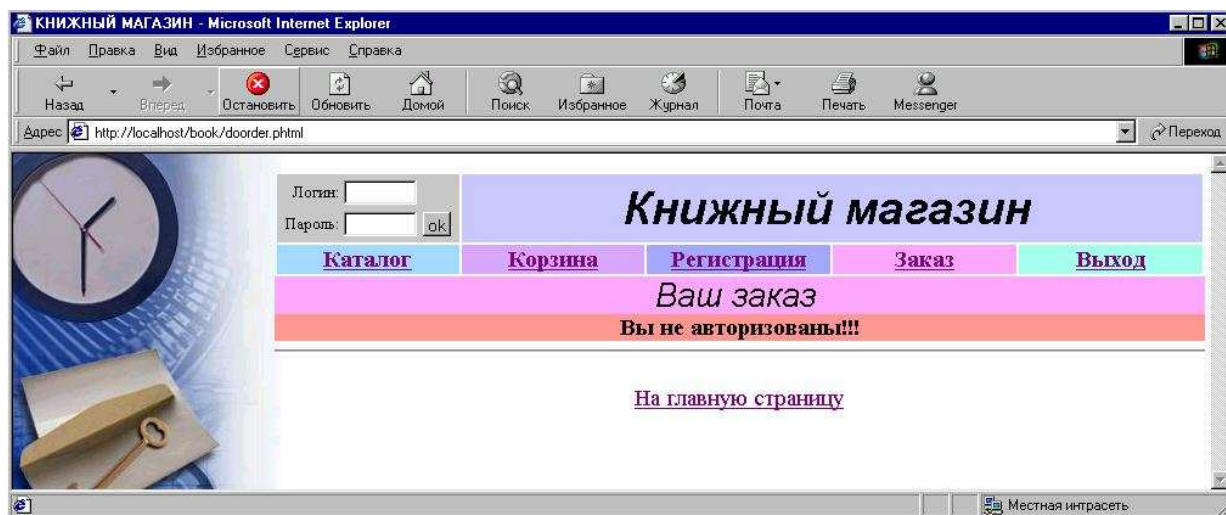 КНИЖНЫЙ МАГАЗИН - Microsoft Internet Explorer
Файл Правка Вид Избранное Сервис Справка
Назад Вперед Остановить Обновить Домой Поиск Избранное Журнал Почта Печать Messenger
Адрес http://localhost/book/doorder.phtml Переход
Логин:
Пароль: ok
Книжный магазин
Каталог Корзина Регистрация Заказ Выход
Ваш заказ
Вы не авторизованы!!!
На главную страницу
Местная интрасеть